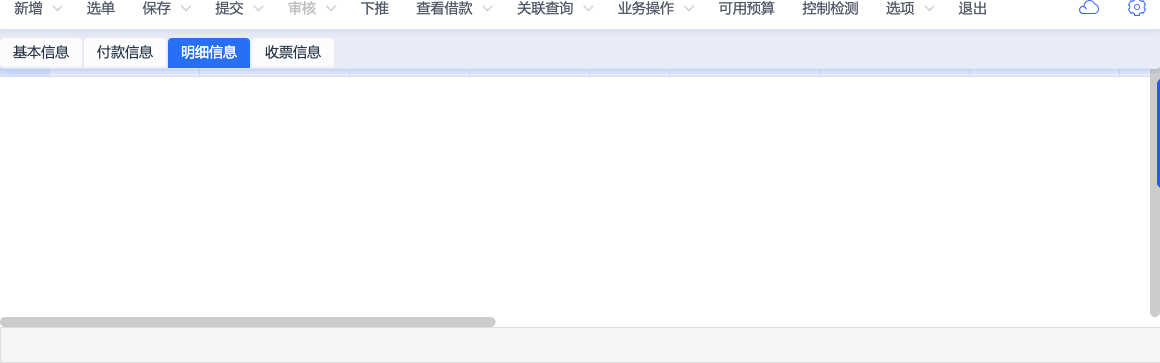 新增 选单 保存 提交 审核 下推 查看借款 关联查询 业务操作 可用预算 控制检测 选项 退出
基本信息 付款信息 明细信息 收票信息